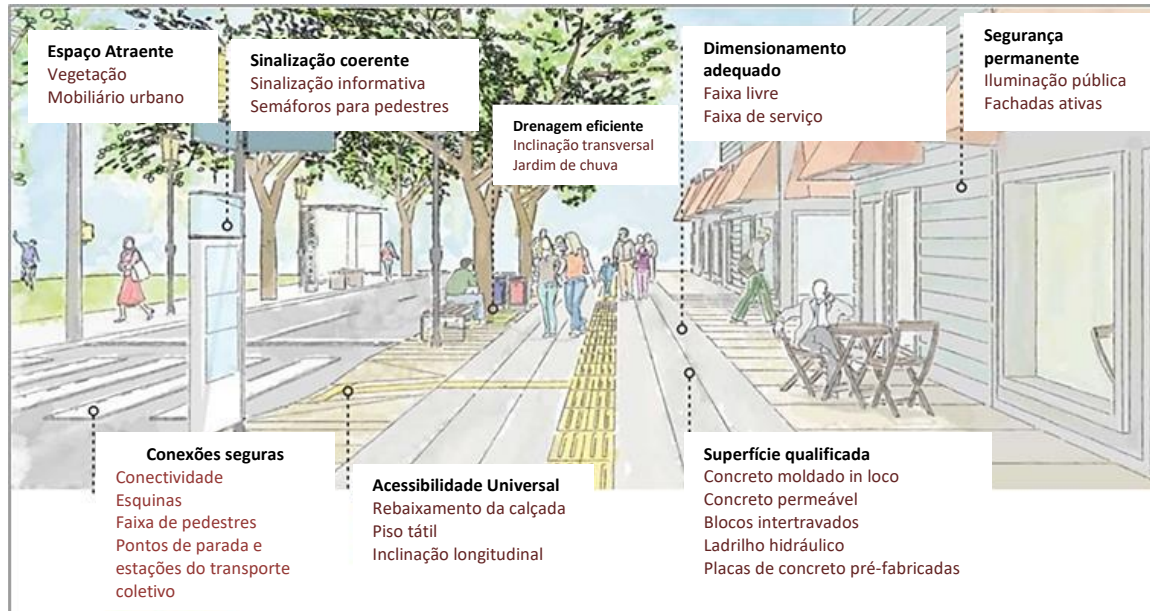 Espaço Atraente
Vegetação
Mobiliário urbano
Sinalização coerente
Sinalização informativa
Semáforos para pedestres
Drenagem eficiente
Inclinação transversal
Jardim de chuva
Dimensionamento
adequado
Faixa livre
Faixa de serviço
Segurança
permanente
Iluminação pública
Fachadas ativas
Conexões seguras
Conectividade
Esquinas
Faixa de pedestres
Pontos de parada e
estações do transporte
coletivo
Acessibilidade Universal
Rebaixamento da calçada
Piso tátil
Inclinação longitudinal
Superfície qualificada
Concreto moldado in loco
Concreto permeável
Blocos intertravados
Ladrilho hidráulico
Placas de concreto pré-fabricadas